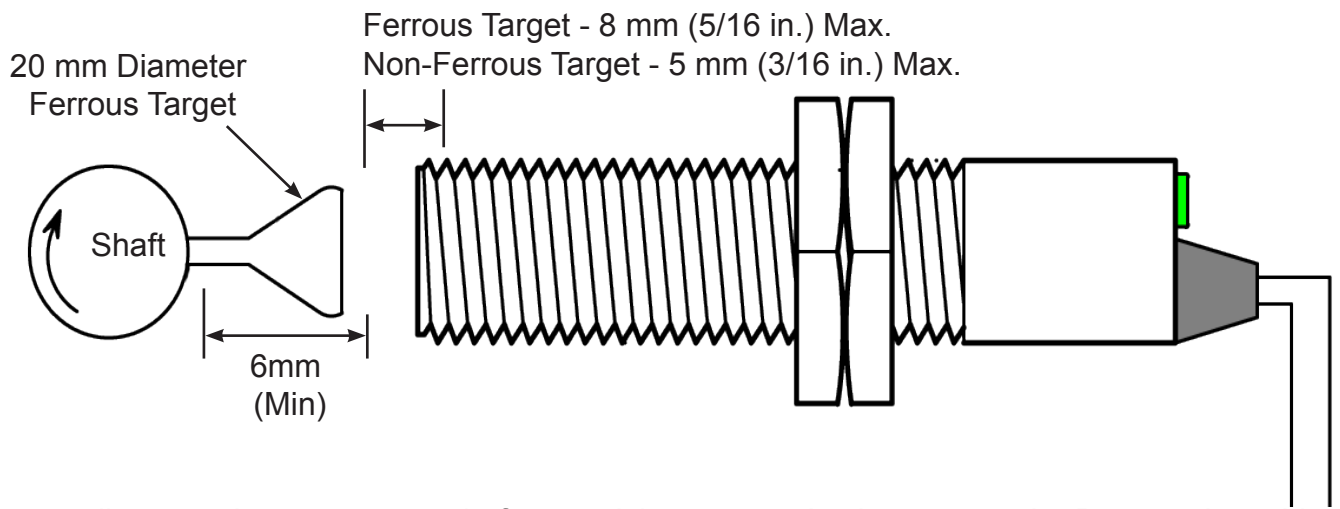 Ferrous Target - 8 mm (5/16 in.) Max.
Non-Ferrous Target - 5 mm (3/16 in.) Max.
20 mm Diameter
Ferrous Target
Shaft
6mm
(Min)